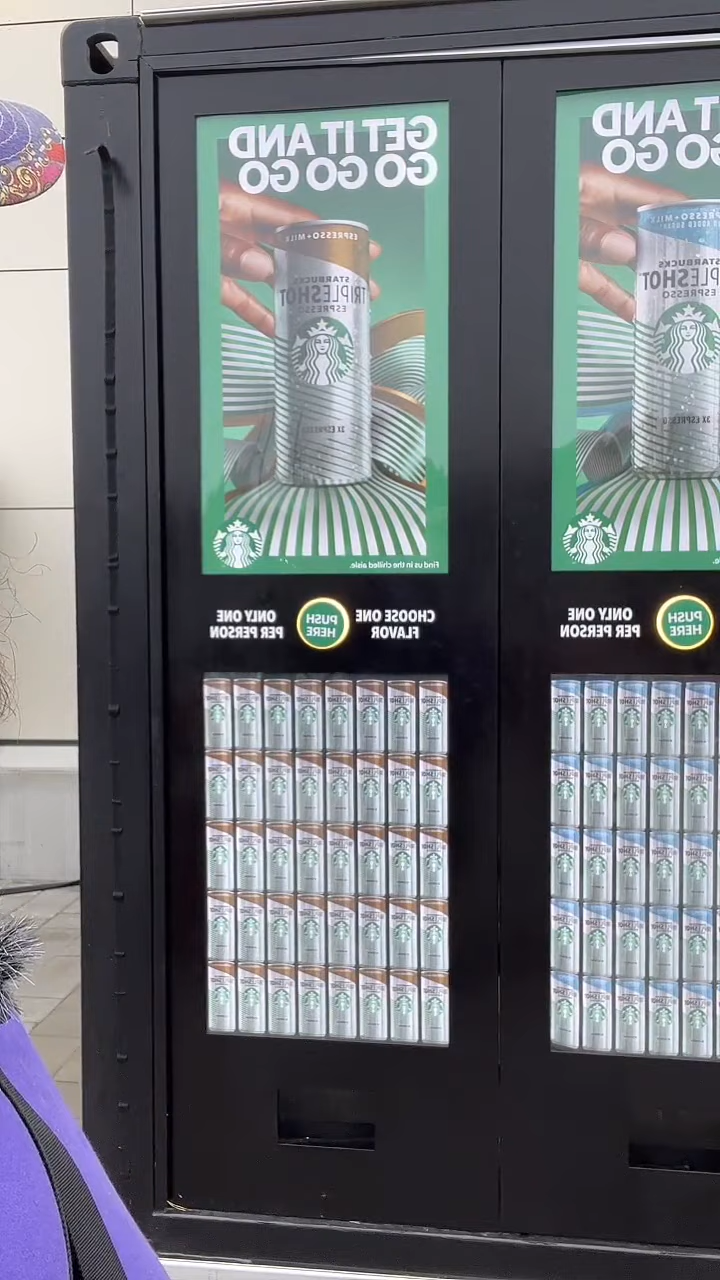 GET IT AND
GO GO GO
ESPRESSO + MILK
STARBUCKS
TRIPLESHOT
ESPRESSO
3X ESPRESSO
Find us in the chilled aisle.
CHOOSE ONE
FLAVOR
PUSH
HERE
ONLY ONE
PER PERSON
GO GO
ESPRESSO + MILK
STARBUCKS
TRIPLESHOT
ESPRESSO
3X ESPRESSO
PUSH
HERE
ONLY ONE
PER PERSON